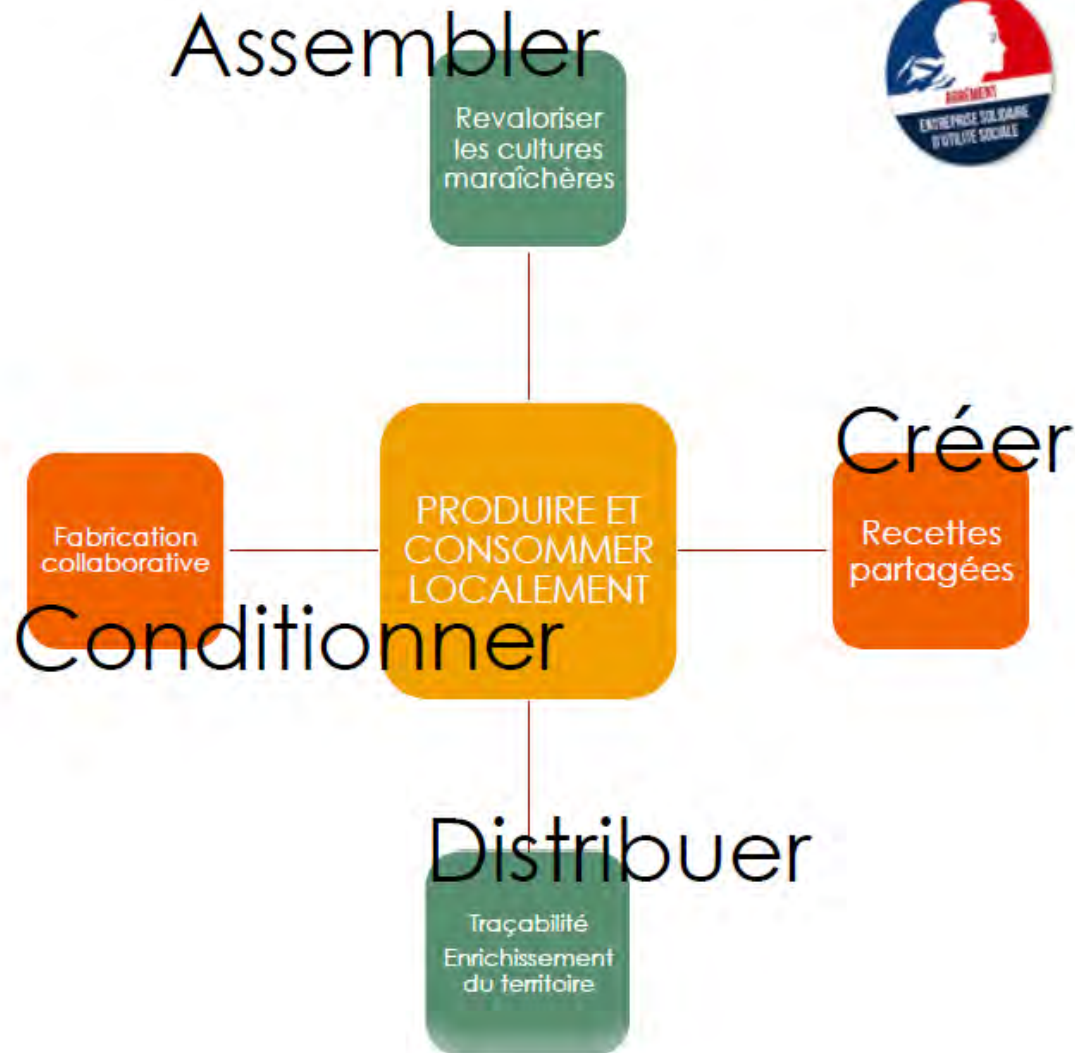 Assembler
Revaloriser
les cultures
maraîchères
AGRÉMENT
ENTREPRISE SOLIDAIRE
D'UTILITÉ SOCIALE
Créer
Recettes
partagées
PRODUIRE ET
CONSOMMER
LOCALEMENT
Fabrication
collaborative
Conditionner
Distribuer
Traçabilité
Enrichissement
du territoire